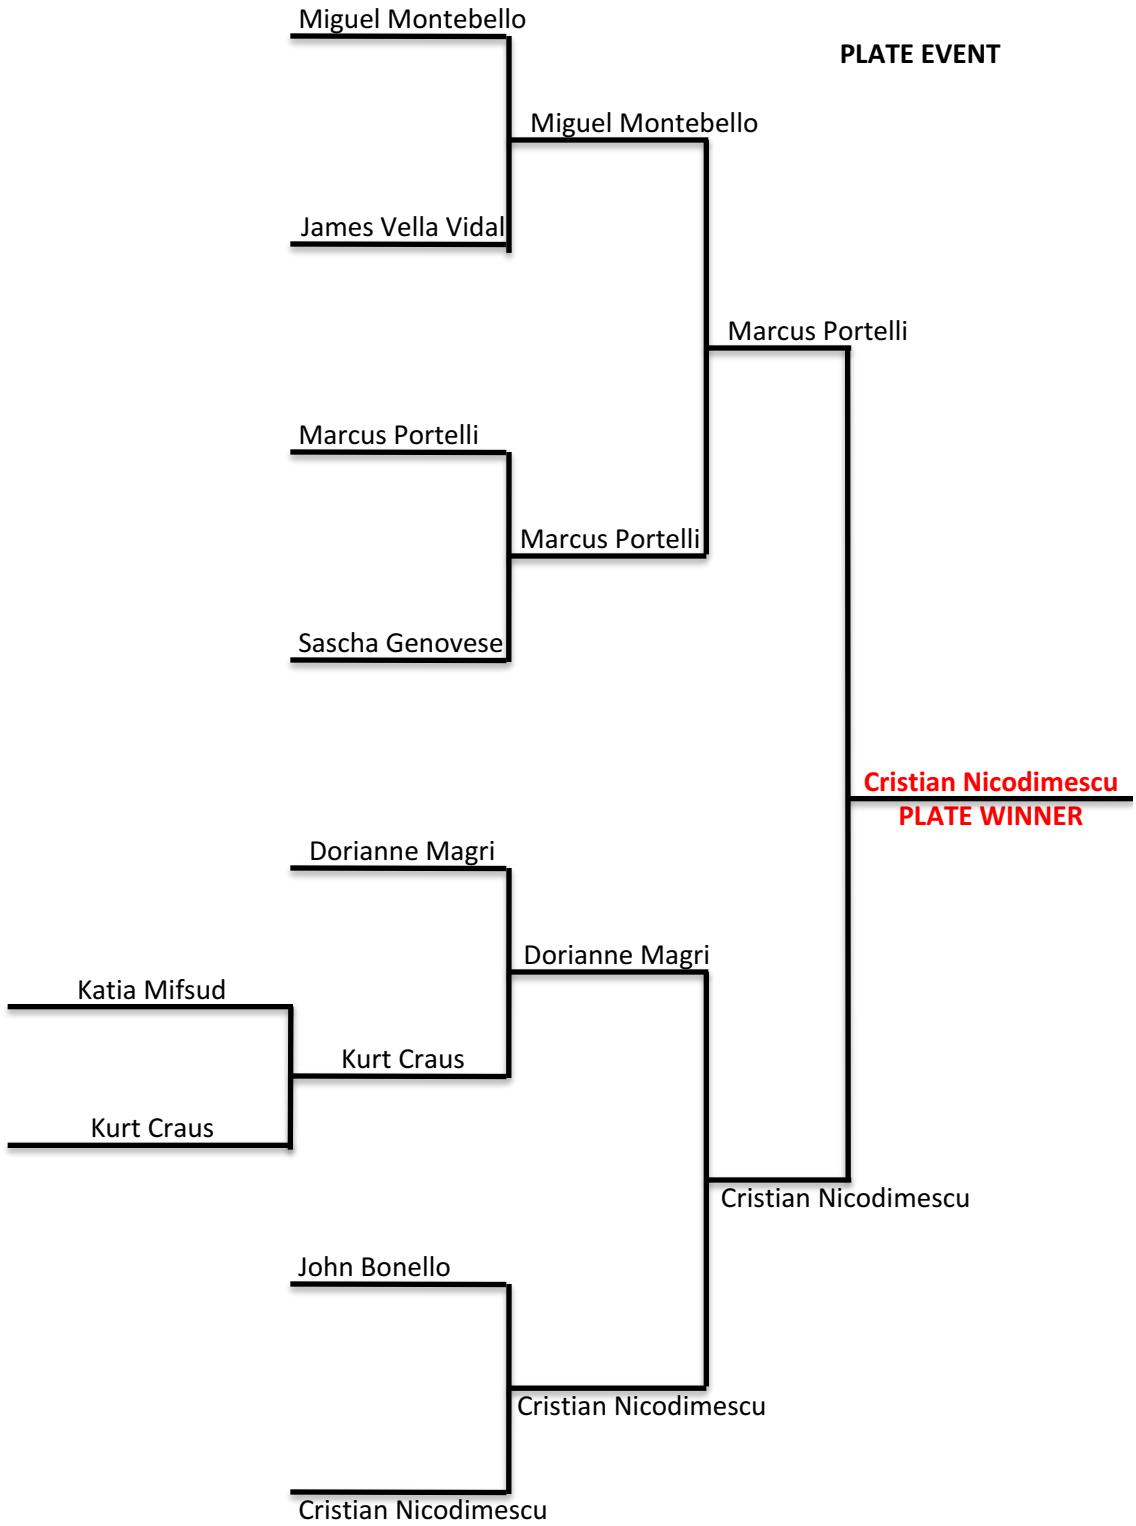 Miguel Montebello
PLATE EVENT
Miguel Montebello
James Vella Vidal
Marcus Portelli
Marcus Portelli
Marcus Portelli
Sascha Genovese
Cristian Nicodimescu
PLATE WINNER
Dorianne Magri
Dorianne Magri
Katia Mifsud
Kurt Craus
Kurt Craus
Cristian Nicodimescu
John Bonello
Cristian Nicodimescu
Cristian Nicodimescu